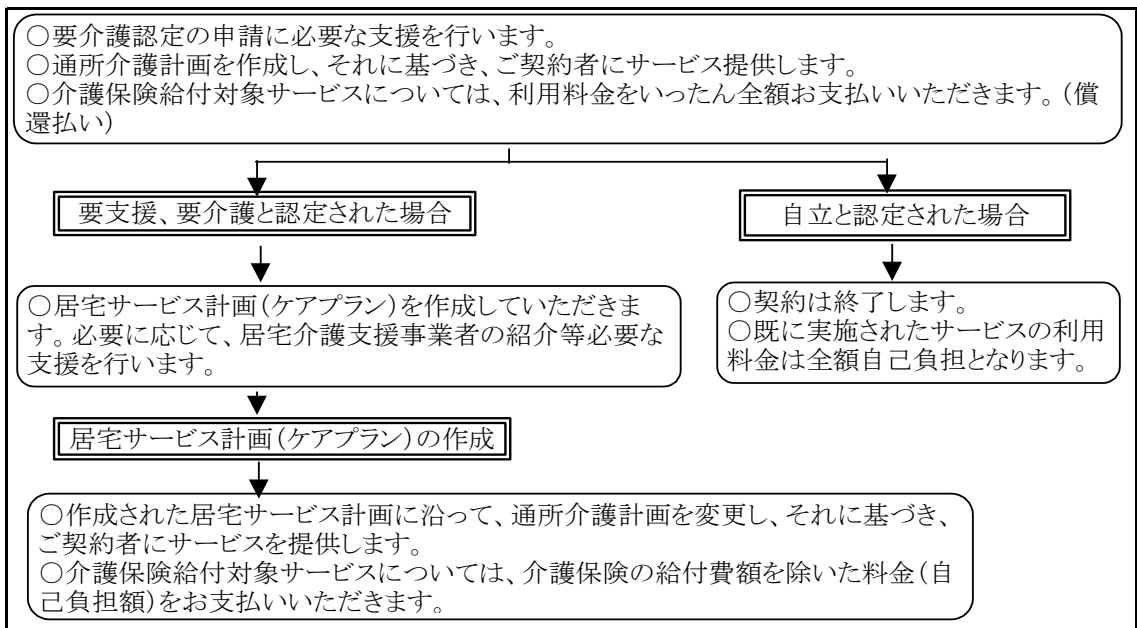 ○要介護認定の申請に必要な支援を行います。
○通所介護計画を作成し、それに基づき、ご契約者にサービス提供します。
○介護保険給付対象サービスについては、利用料金をいったん全額お支払いいただきます。(償
還払い)
要支援、要介護と認定された場合
自立と認定された場合
○居宅サービス計画(ケアプラン)を作成していただきま
す。必要に応じて、居宅介護支援事業者の紹介等必要な
支援を行います。
○契約は終了します。
○既に実施されたサービスの利用
料金は全額自己負担となります。
居宅サービス計画(ケアプラン)の作成
○作成された居宅サービス計画に沿って、通所介護計画を変更し、それに基づき、
ご契約者にサービスを提供します。
○介護保険給付対象サービスについては、介護保険の給付費額を除いた料金(自
己負担額)をお支払いいただきます。